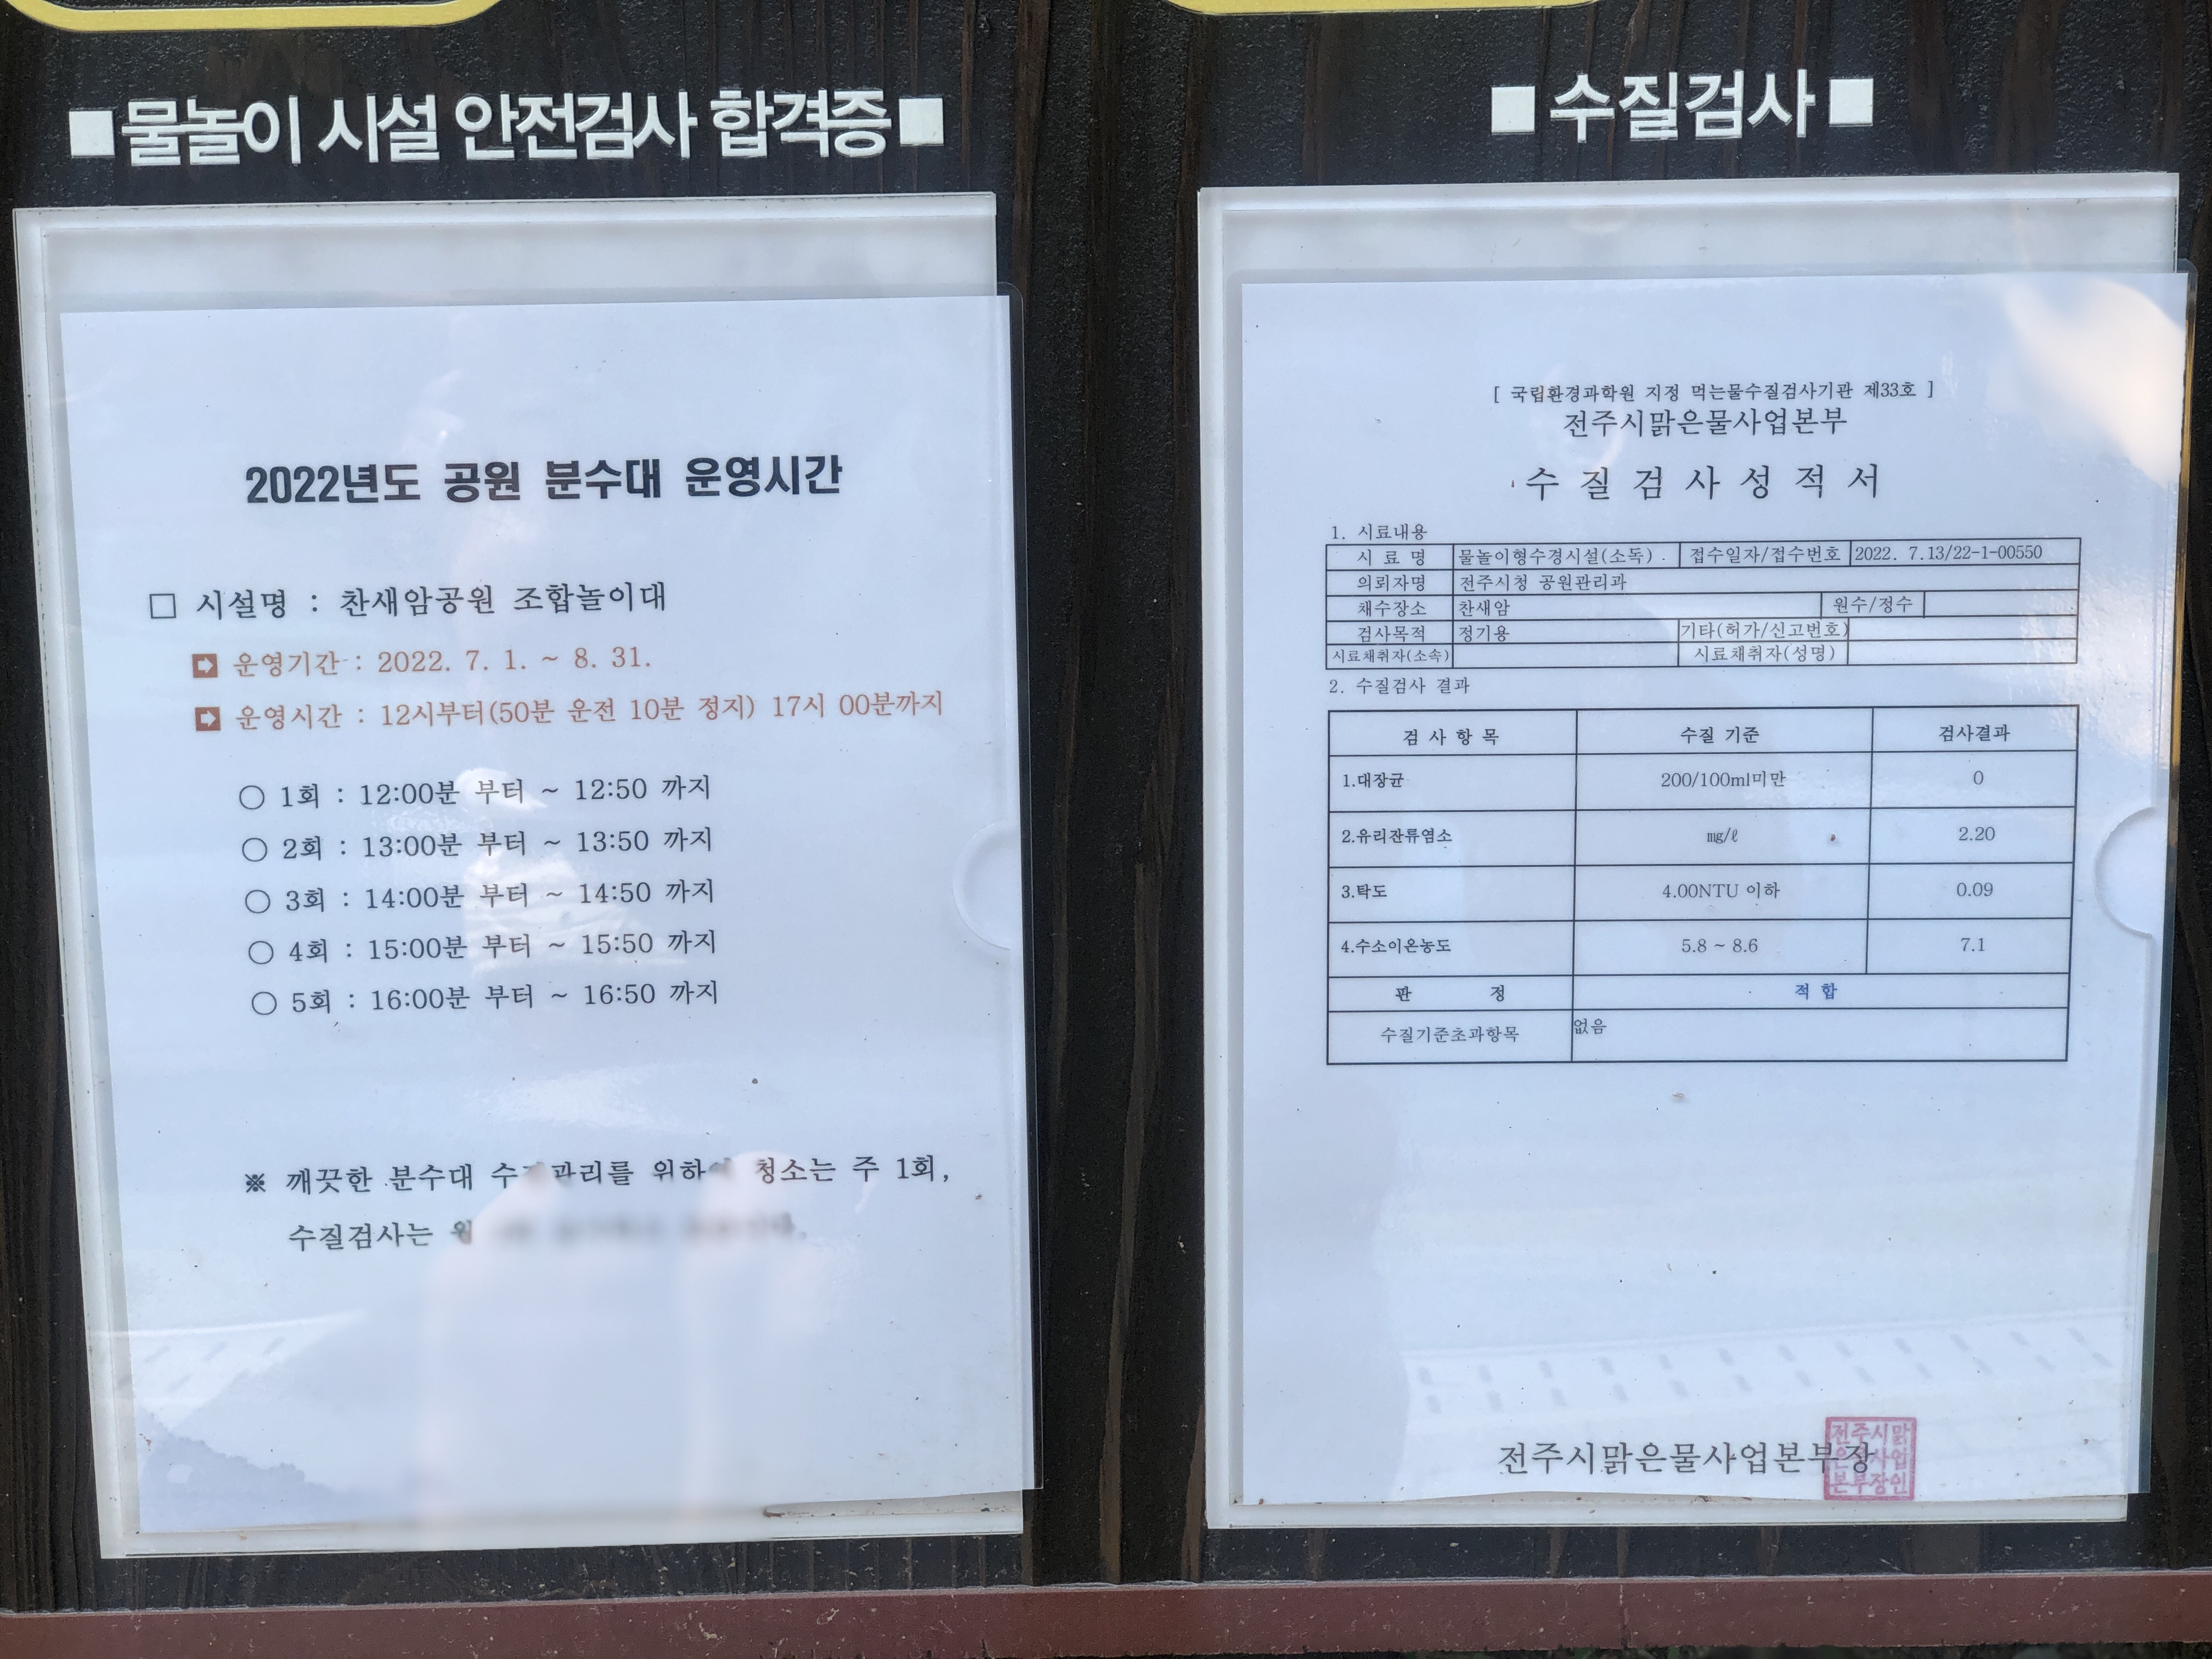 ■물놀이 시설 안전검사 합격증■
2022년도 공원 분수대 운영시간
□ 시설명 : 찬새암공원 조합놀이대
➡ 운영기간 : 2022. 7. 1. ~ 8. 31.
➡ 운영시간 : 12시부터(50분 운전 10분 정지) 17시 00분까지
○ 1회 : 12:00분 부터 ~ 12:50 까지
○ 2회 : 13:00분 부터 ~ 13:50 까지
○ 3회 : 14:00분 부터 ~ 14:50 까지
○ 4회 : 15:00분 부터 ~ 15:50 까지
○ 5회 : 16:00분 부터 ~ 16:50 까지
※ 깨끗한 분수대 청소는 주 1회,
수질검사는
■ 수질검사 ■
[ 국립환경과학원 지정 먹는물수질검사기관 제33호 ]
전주시맑은물사업본부
수 질 검 사 성 적 서
1. 시료내용
시 료 명 물놀이형수경시설(소독) 접수일자/접수번호 2022. 7.13/22-1-00550
의뢰자명 전주시청 공원관리과
채수장소 찬새암 원수/정수
검사목적 정기용 기타(허가/신고번호)
시료채취자(소속) 시료채취자(성명)
2. 수질검사 결과
검 사 항 목 수질 기준 검사결과
1.대장균 200/100ml미만 0
2.유리잔류염소 mg/ℓ 2.20
3.탁도 4.00NTU 이하 0.09
4.수소이온농도 5.8 ~ 8.6 7.1
판 정 적 합
수질기준초과항목 없음
전주시맑은물사업본부장
전주시맑
은물사업
본부장인